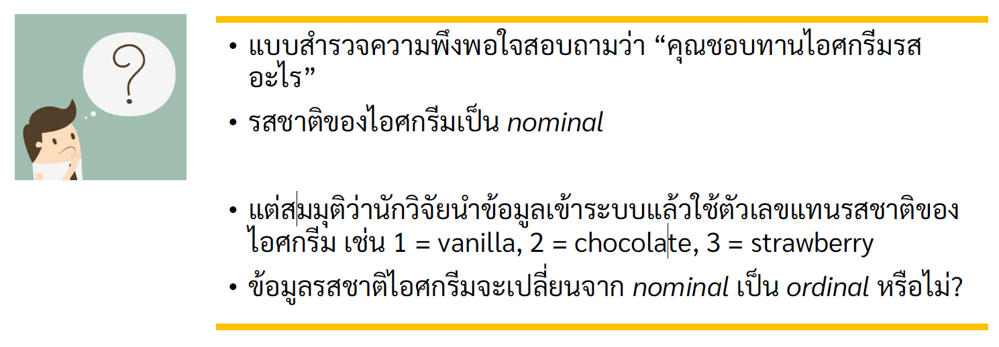 ?
• แบบสำรวจความพึงพอใจสอบถามว่า “คุณชอบทานไอศกรีมรส
อะไร”
• รสชาติของไอศกรีมเป็น nominal
• แต่สมมุติว่านักวิจัยนำข้อมูลเข้าระบบแล้วใช้ตัวเลขแทนรสชาติของ
ไอศกรีม เช่น 1 = vanilla, 2 = chocolate, 3 = strawberry
• ข้อมูลรสชาติไอศกรีมจะเปลี่ยนจาก nominal เป็น ordinal หรือไม่?